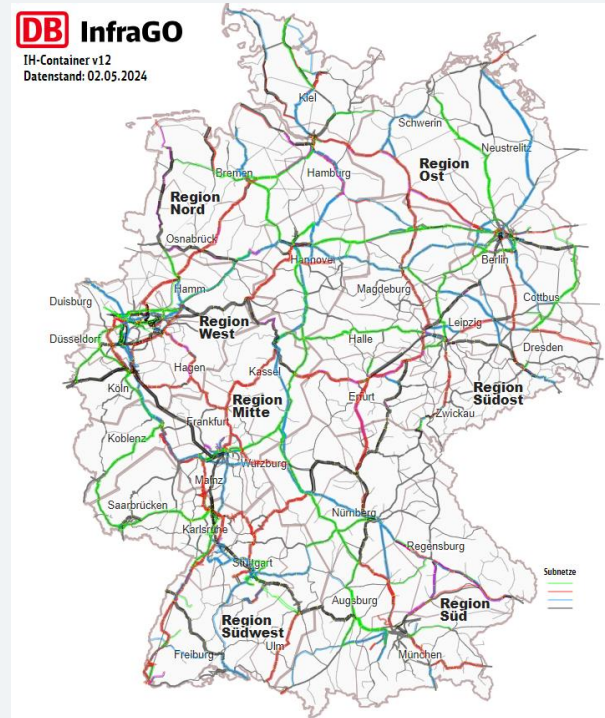 DB InfraGO
IH-Container v12
Datenstand: 02.05.2024
Kiel
Schwerin
Neustrelitz
Region
Ost
Bremen
Hamburg
Region
Nord
Osnabrück
Hannover
Berlin
Magdeburg
Cottbus
Hamm
Duisburg
Region
West
Düsseldorf
Leipzig
Halle
Dresden
Hagen
Kassel
Region
Südost
Köln
Region
Mitte
Erfurt
Zwickau
Frankfurt
Koblenz
Würzburg
Mainz
Saarbrücken
Nürnberg
Karlsruhe
Regensburg
Stuttgart
Subnetze
Augsburg
Region
Süd
Region
Südwest
Ulm
Freiburg
München